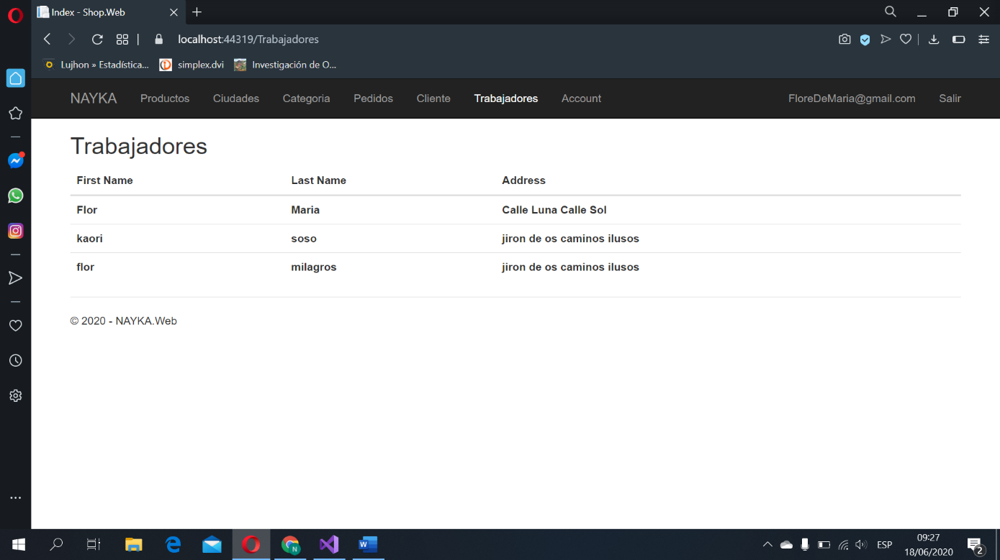 Index - Shop.Web
localhost:44319/Trabajadores
Lujhon » Estadística... simplex.dvi Investigación de O...
NAYKA Productos Ciudades Categoria Pedidos Cliente Trabajadores Account FloreDeMaria@gmail.com Salir
Trabajadores
First Name Last Name Address
Flor Maria Calle Luna Calle Sol
kaori soso jiron de os caminos ilusos
flor milagros jiron de os caminos ilusos
© 2020 - NAYKA.Web
ESP 09:27
18/06/2020 2